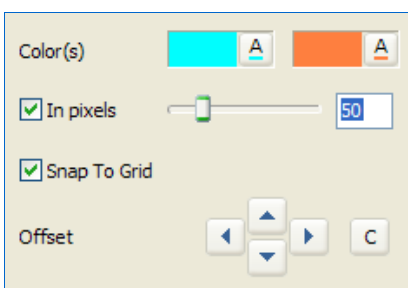 Color(s) A A
In pixels 50
Snap To Grid
Offset C